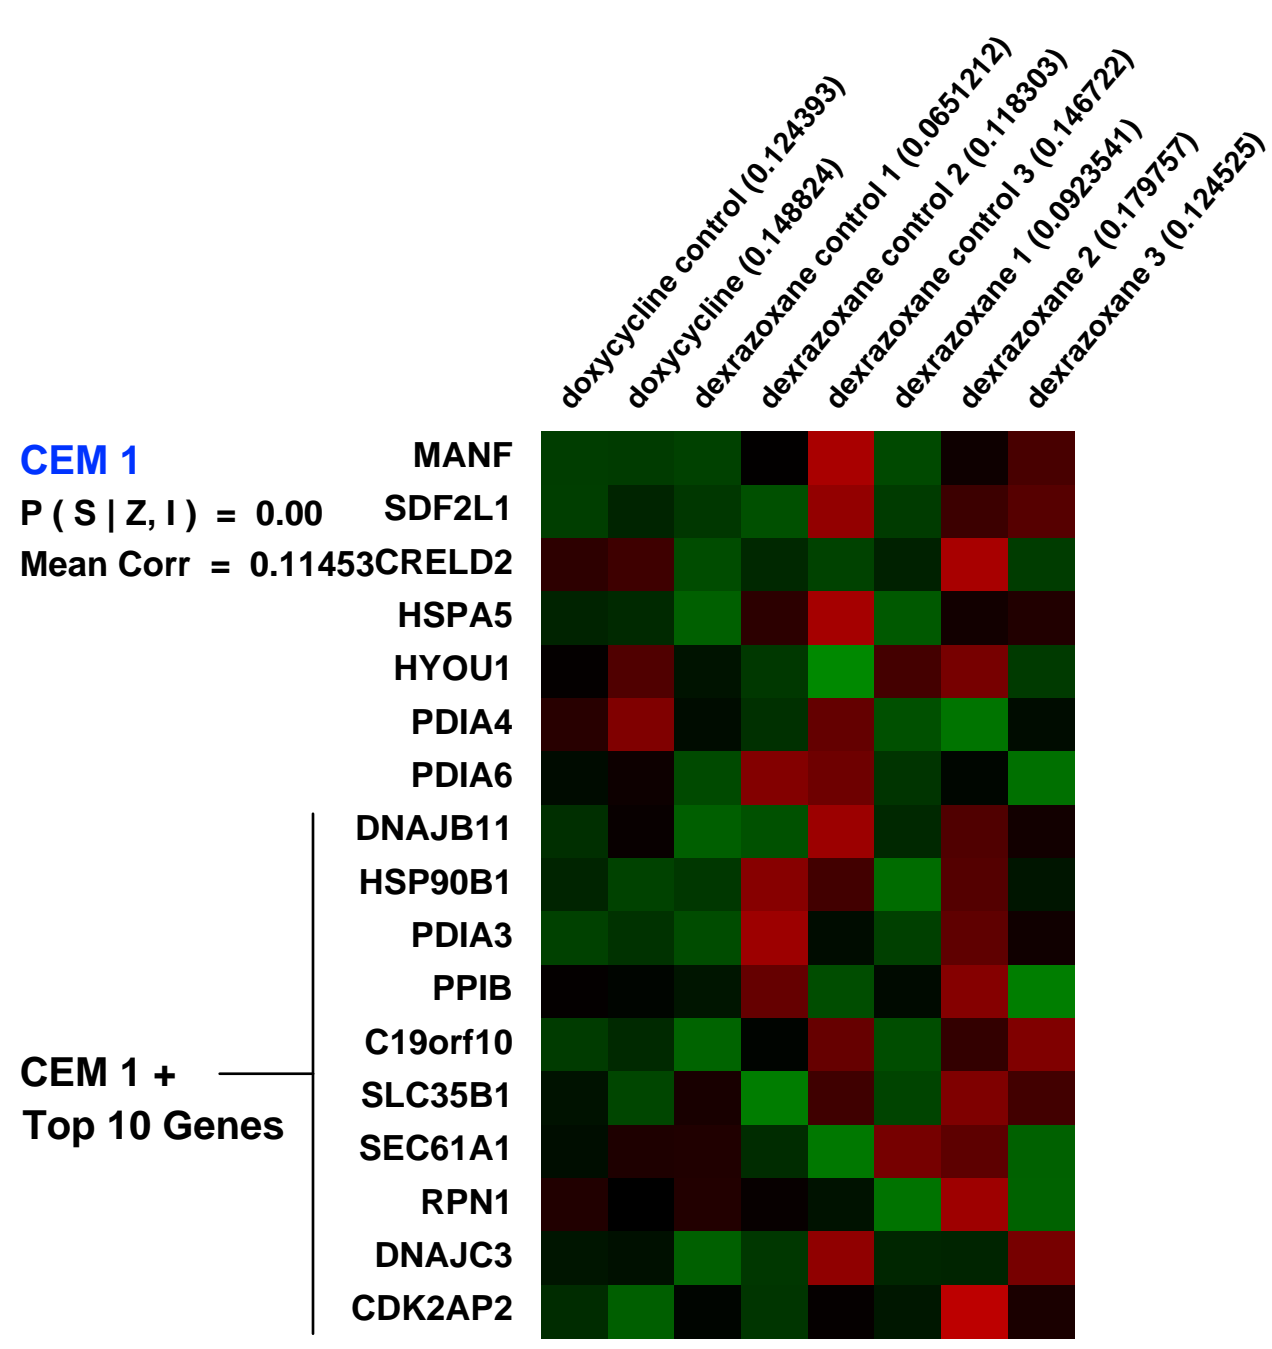 doxycycline control (0.124393)
doxycycline (0.148824)
dexrazoxane control 1 (0.0651212)
dexrazoxane control 2 (0.118303)
dexrazoxane control 3 (0.146722)
dexrazoxane 1 (0.0923541)
dexrazoxane 2 (0.179757)
dexrazoxane 3 (0.124525)
CEM 1
P ( S | Z, I ) = 0.00
Mean Corr = 0.11453
MANF
SDF2L1
CRELD2
HSPA5
HYOU1
PDIA4
PDIA6
DNAJB11
HSP90B1
PDIA3
PPIB
C19orf10
SLC35B1
SEC61A1
RPN1
DNAJC3
CDK2AP2
CEM 1 +
Top 10 Genes